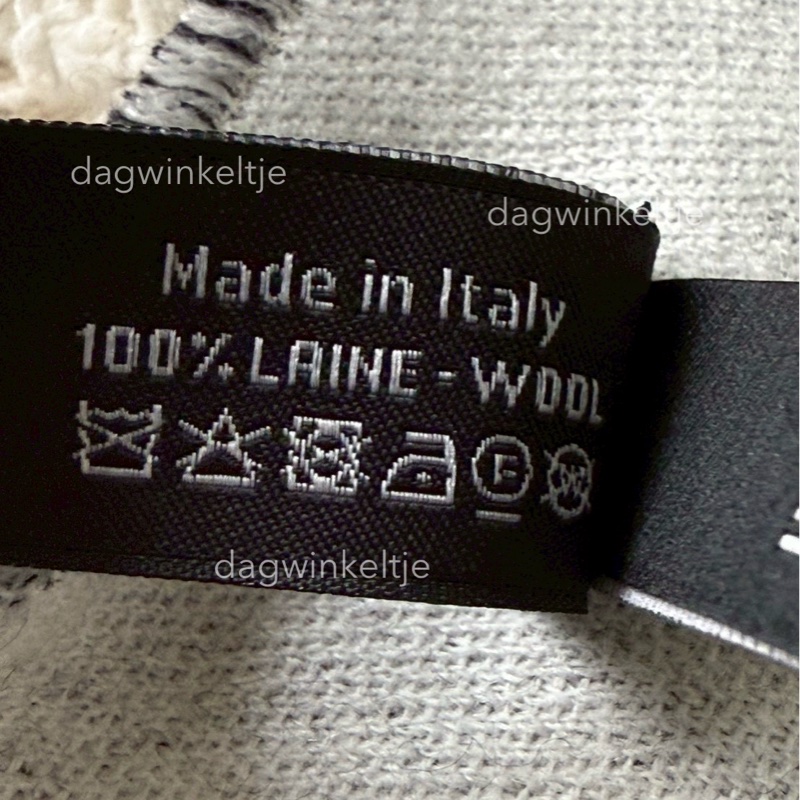 dagwinkeltje
dagwinkeltje
Made in Italy
100% LAINE - WOOL
F
W
dagwinkeltje